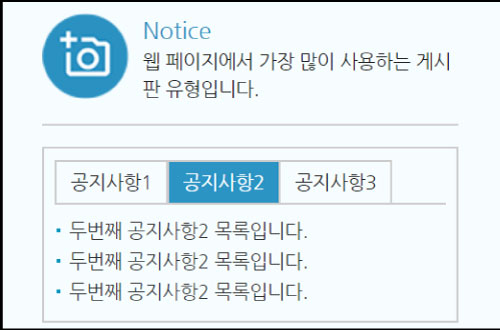 Notice
웹 페이지에서 가장 많이 사용하는 게시
판 유형입니다.
공지사항1 공지사항2 공지사항3
두번째 공지사항2 목록입니다.
두번째 공지사항2 목록입니다.
두번째 공지사항2 목록입니다.